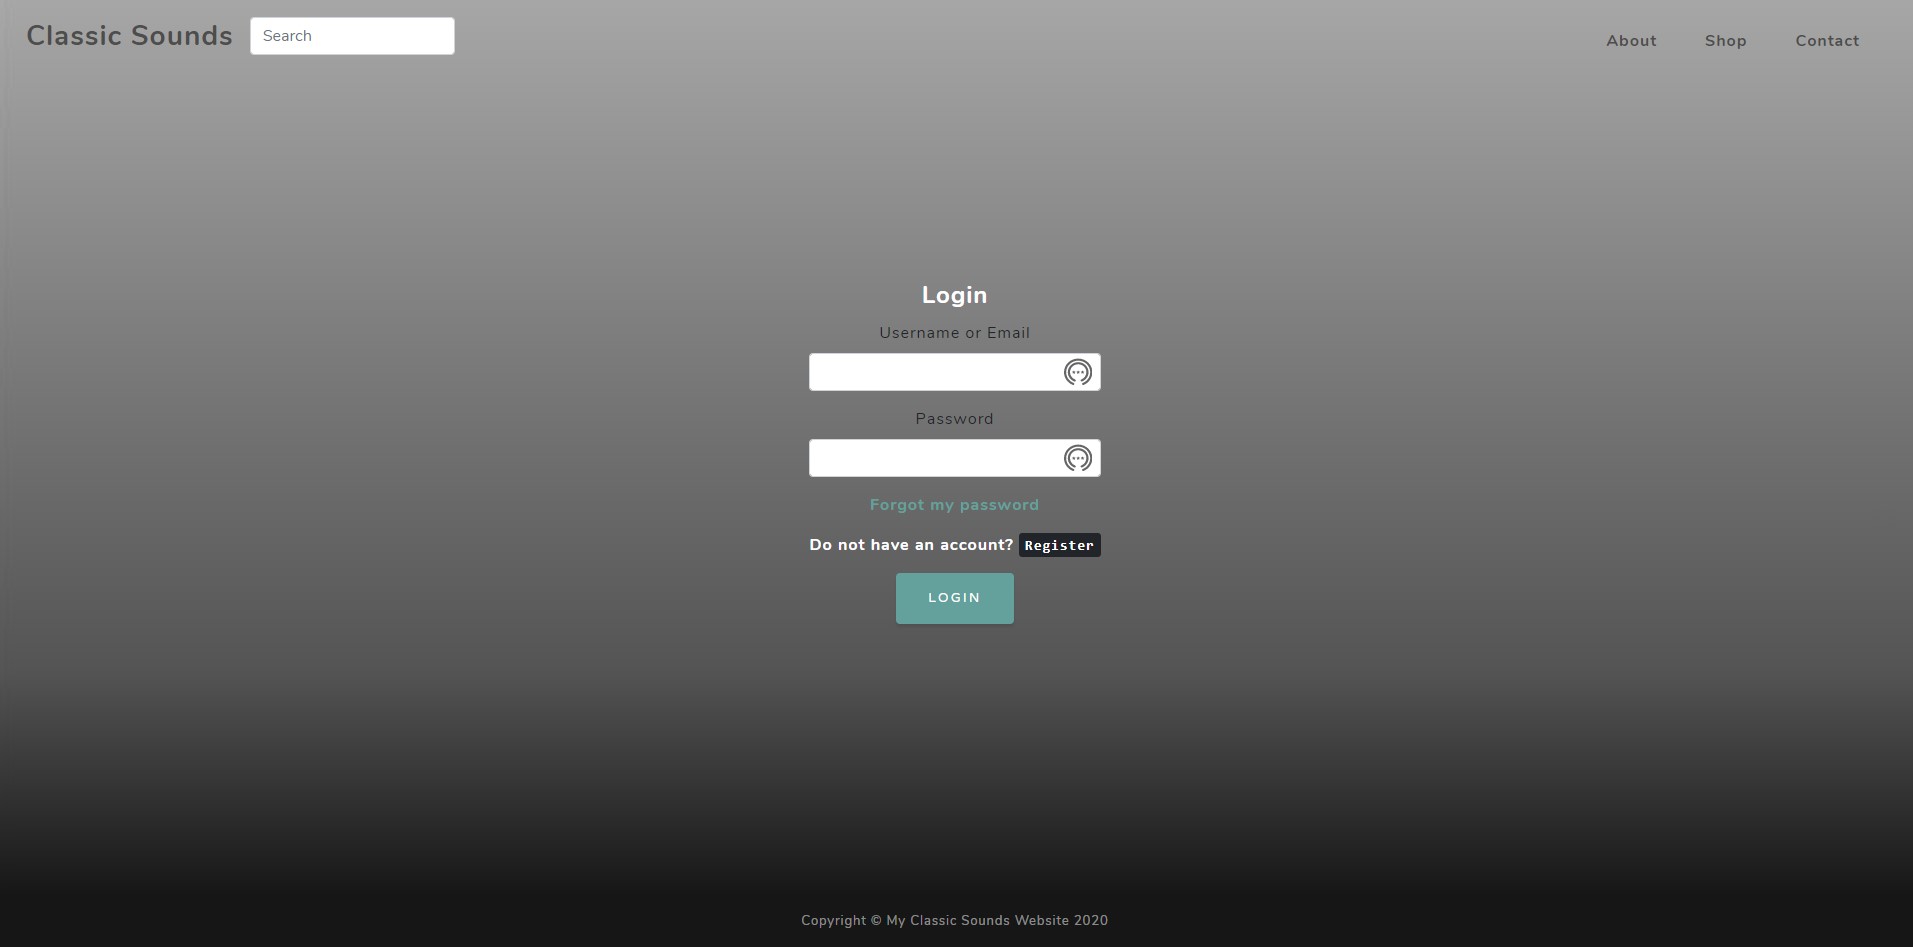 Classic Sounds Search About Shop Contact
Login
Username or Email
Password
Forgot my password
Do not have an account? Register
LOGIN
Copyright © My Classic Sounds Website 2020